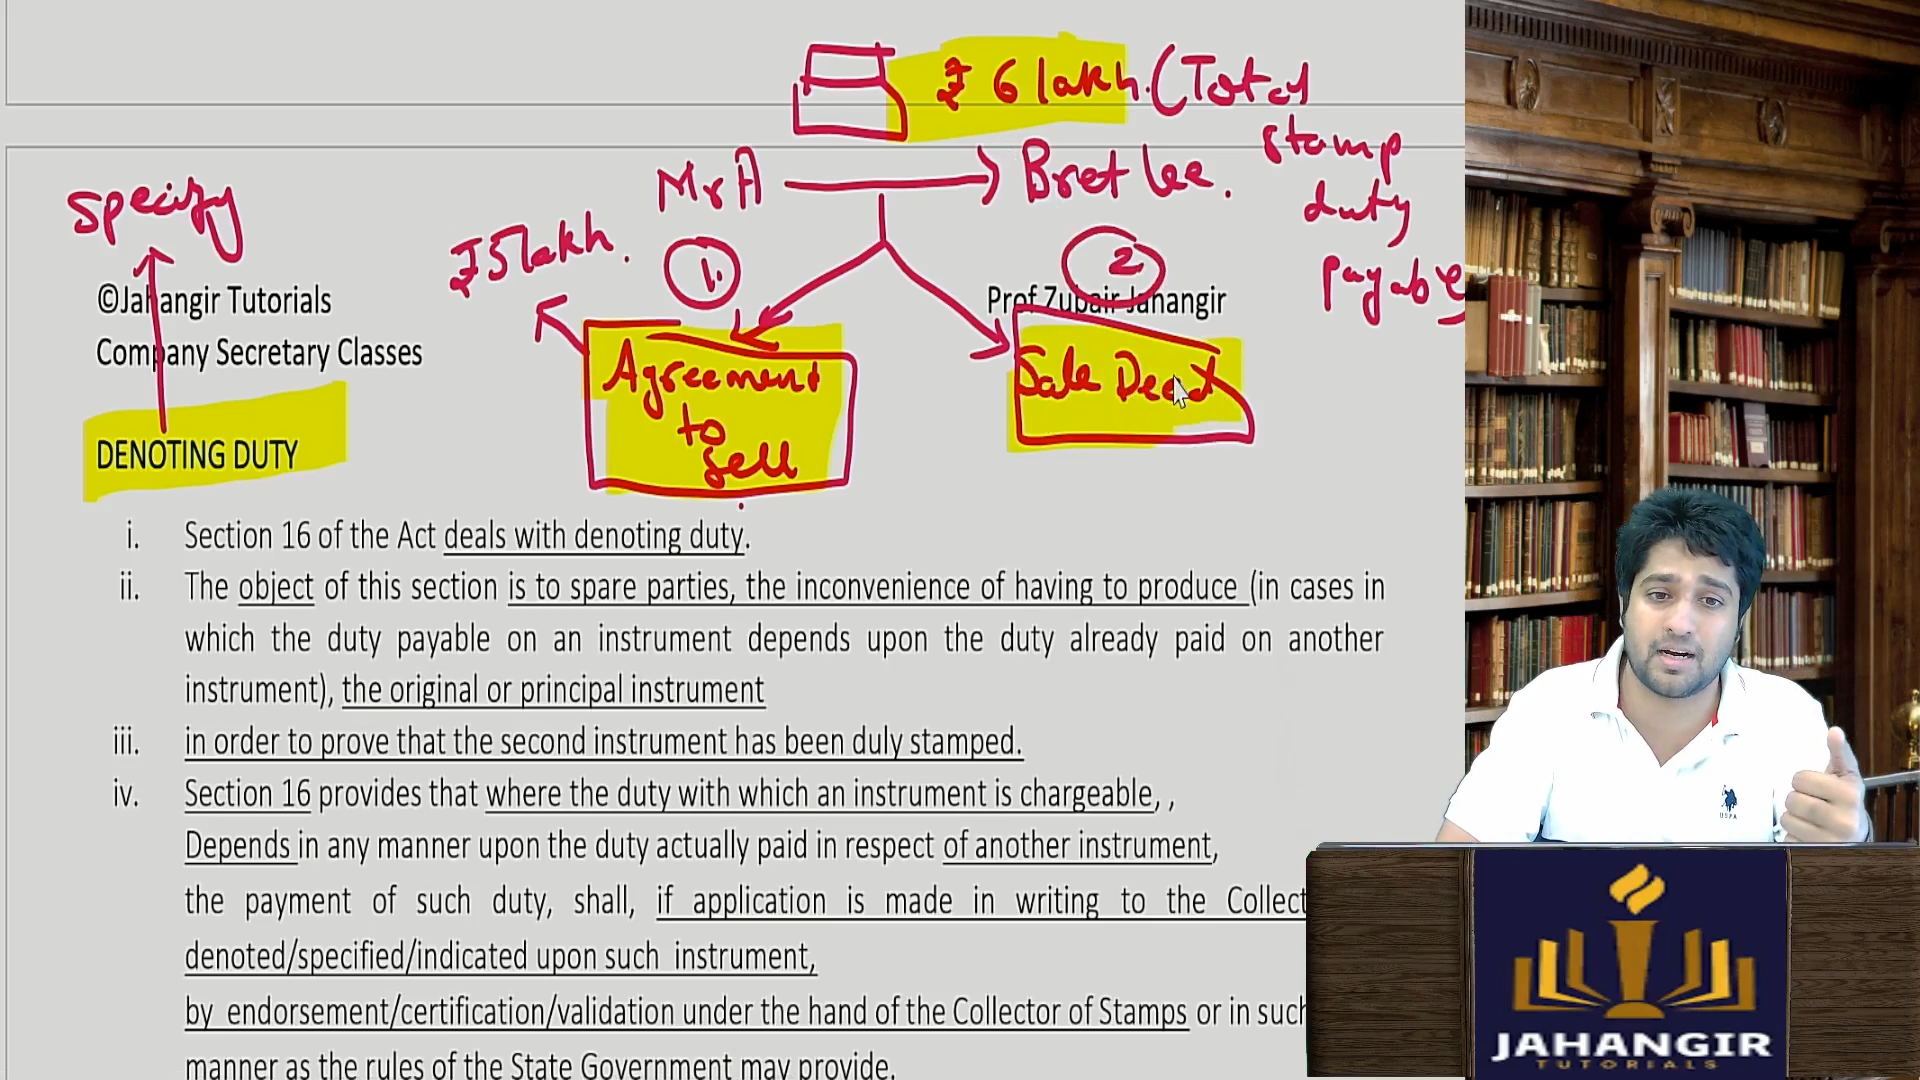 ₹ 6 lakh. (Total
stamp
duty
payable
Mr A
Bret Lee.
specify
₹5 lakh.
1.
2
©Jahangir Tutorials
Prof Zubair Jahangir
Company Secretary Classes
Agreement
to
sell
Sale Deed
DENOTING DUTY
i. Section 16 of the Act deals with denoting duty.
ii. The object of this section is to spare parties, the inconvenience of having to produce (in cases in
which the duty payable on an instrument depends upon the duty already paid on another
instrument), the original or principal instrument
iii. in order to prove that the second instrument has been duly stamped.
iv. Section 16 provides that where the duty with which an instrument is chargeable, ,
Depends in any manner upon the duty actually paid in respect of another instrument,
the payment of such duty, shall, if application is made in writing to the Collect
denoted/specified/indicated upon such instrument,
by endorsement/certification/validation under the hand of the Collector of Stamps or in such
manner as the rules of the State Government may provide.
USPA
JAHANGIR
TUTORIALS